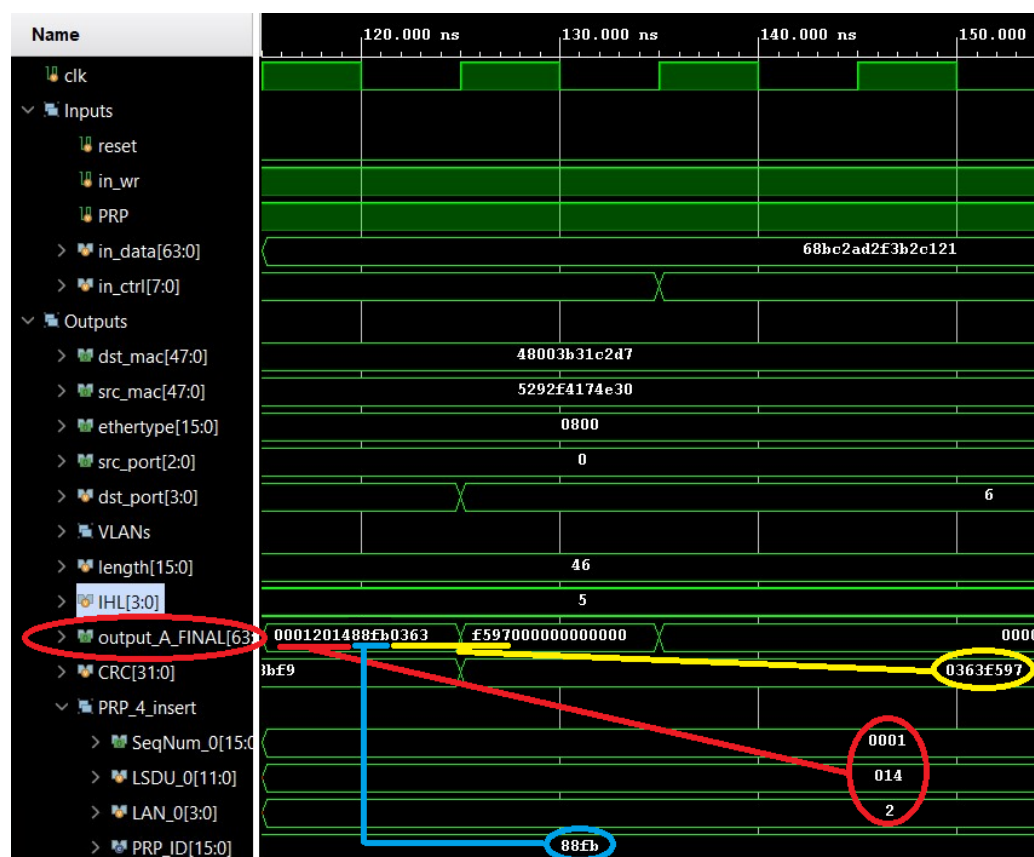 Name 120.000 ns 130.000 ns 140.000 ns 150.000
clk
Inputs
reset
in_wr
PRP
in_data[63:0] 68bc2ad2f3b2c121
in_ctrl[7:0]
Outputs
dst_mac[47:0] 48003b31c2d7
src_mac[47:0] 5292f4174e30
ethertype[15:0] 0800
src_port[2:0] 0
dst_port[3:0] 6
VLANs
length[15:0] 46
IHL[3:0] 5
output_A_FINAL[63: 0001201488fb0363 f597000000000000 0000
CRC[31:0] 3bf9 0363f597
PRP_4_insert
SeqNum_0[15:0 0001
LSDU_0[11:0] 014
LAN_0[3:0] 2
PRP_ID[15:0] 88fb